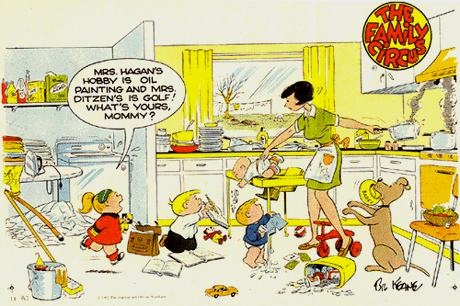 THE
FAMILY
CIRCUS
MRS. HAGAN'S
HOBBY IS OIL
PAINTING AND MRS.
DITZEN'S IS GOLF!
WHAT'S YOURS,
MOMMY?
BIL KEANE